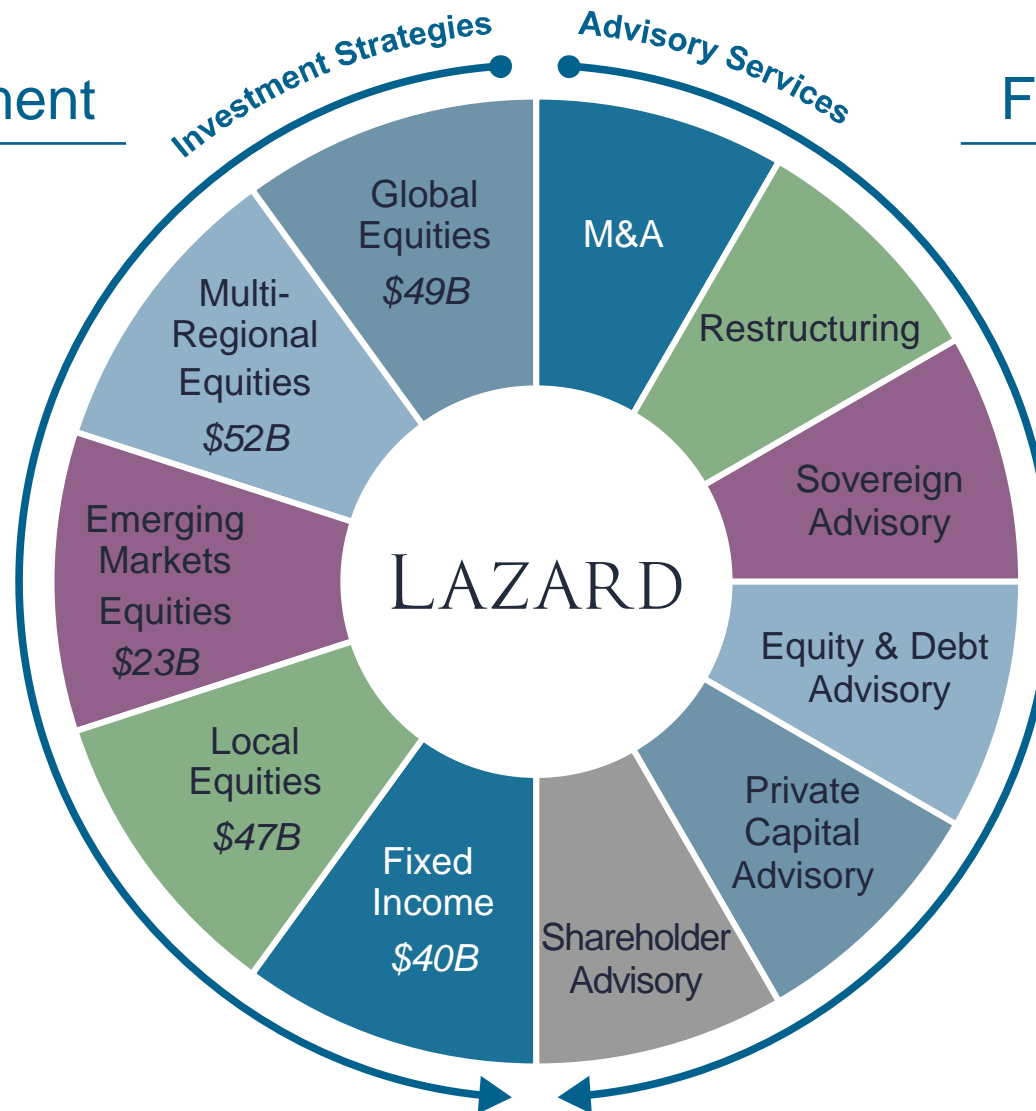 Investment Strategies
Advisory Services
ment
F
Global
Equities
$49B
M&A
Multi-
Regional
Equities
$52B
Restructuring
Emerging
Markets
Equities
$23B
Sovereign
Advisory
LAZARD
Equity & Debt
Advisory
Local
Equities
$47B
Private
Capital
Advisory
Fixed
Income
$40B
Shareholder
Advisory